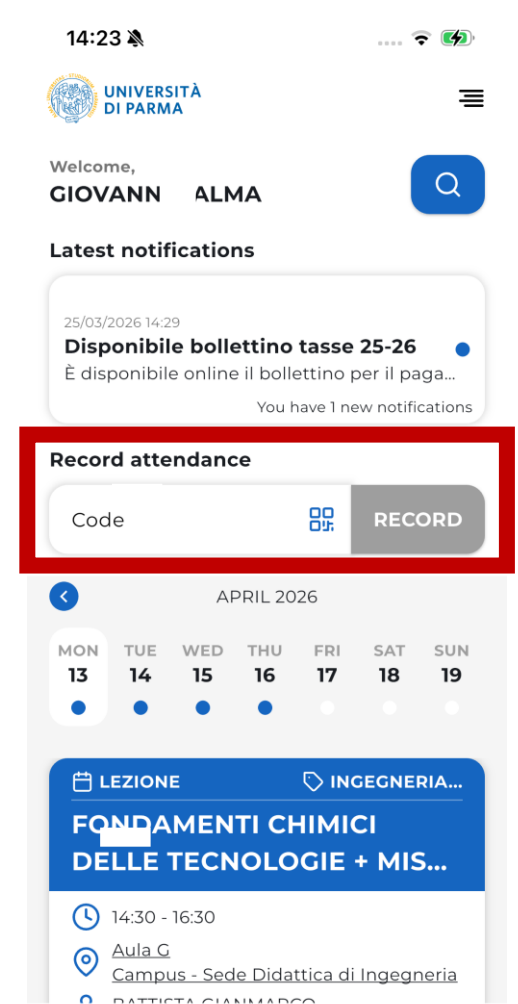 14:23
UNIVERSITÀ
DI PARMA
Welcome,
GIOVANN ALMA
Latest notifications
25/03/2026 14:29
Disponibile bollettino tasse 25-26
È disponibile online il bollettino per il paga...
You have 1 new notifications
Record attendance
Code RECORD
APRIL 2026
MON TUE WED THU FRI SAT SUN
13 14 15 16 17 18 19
LEZIONE INGEGNERIA...
FONDAMENTI CHIMICI
DELLE TECNOLOGIE + MIS...
14:30 - 16:30
Aula G
Campus - Sede Didattica di Ingegneria
BATTISTA GIANMARCO